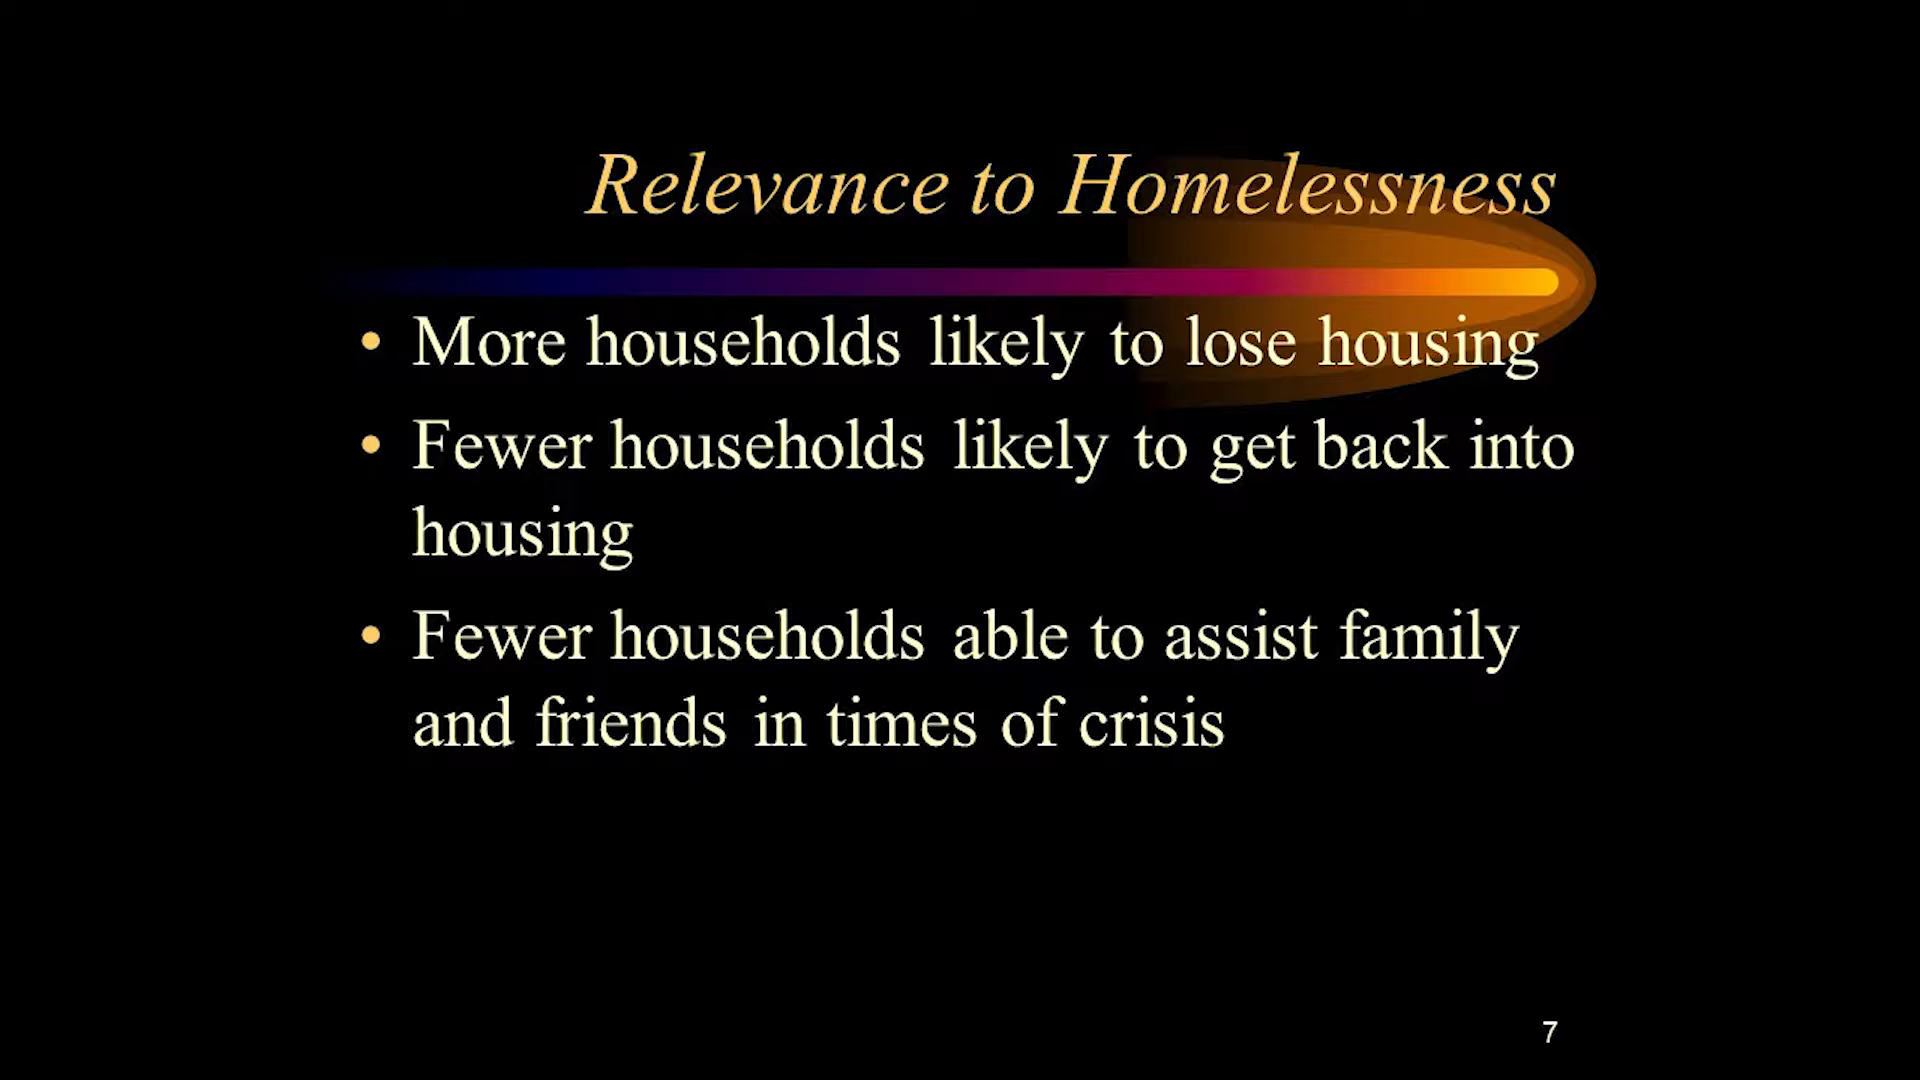 Relevance to Homelessness
• More households likely to lose housing
• Fewer households likely to get back into
housing
• Fewer households able to assist family
and friends in times of crisis
7